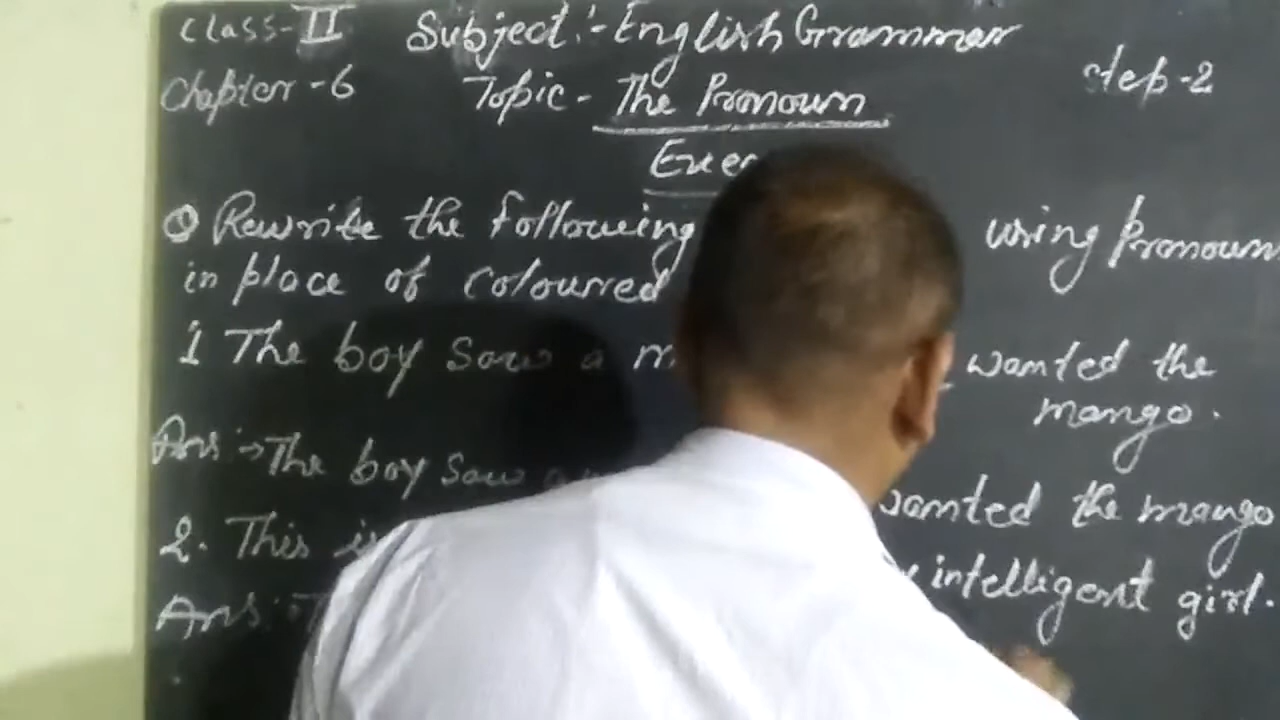 Class-II Subject:-English Grammar
Chapter-6 Topic- The Pronoun Step-2
① Rewrite the following using Pronouns
in place of coloured
1 The boy saw a wanted the
mango.
Ans:→The boy saw a wanted the mango
2. This is intelligent girl.
Ans: